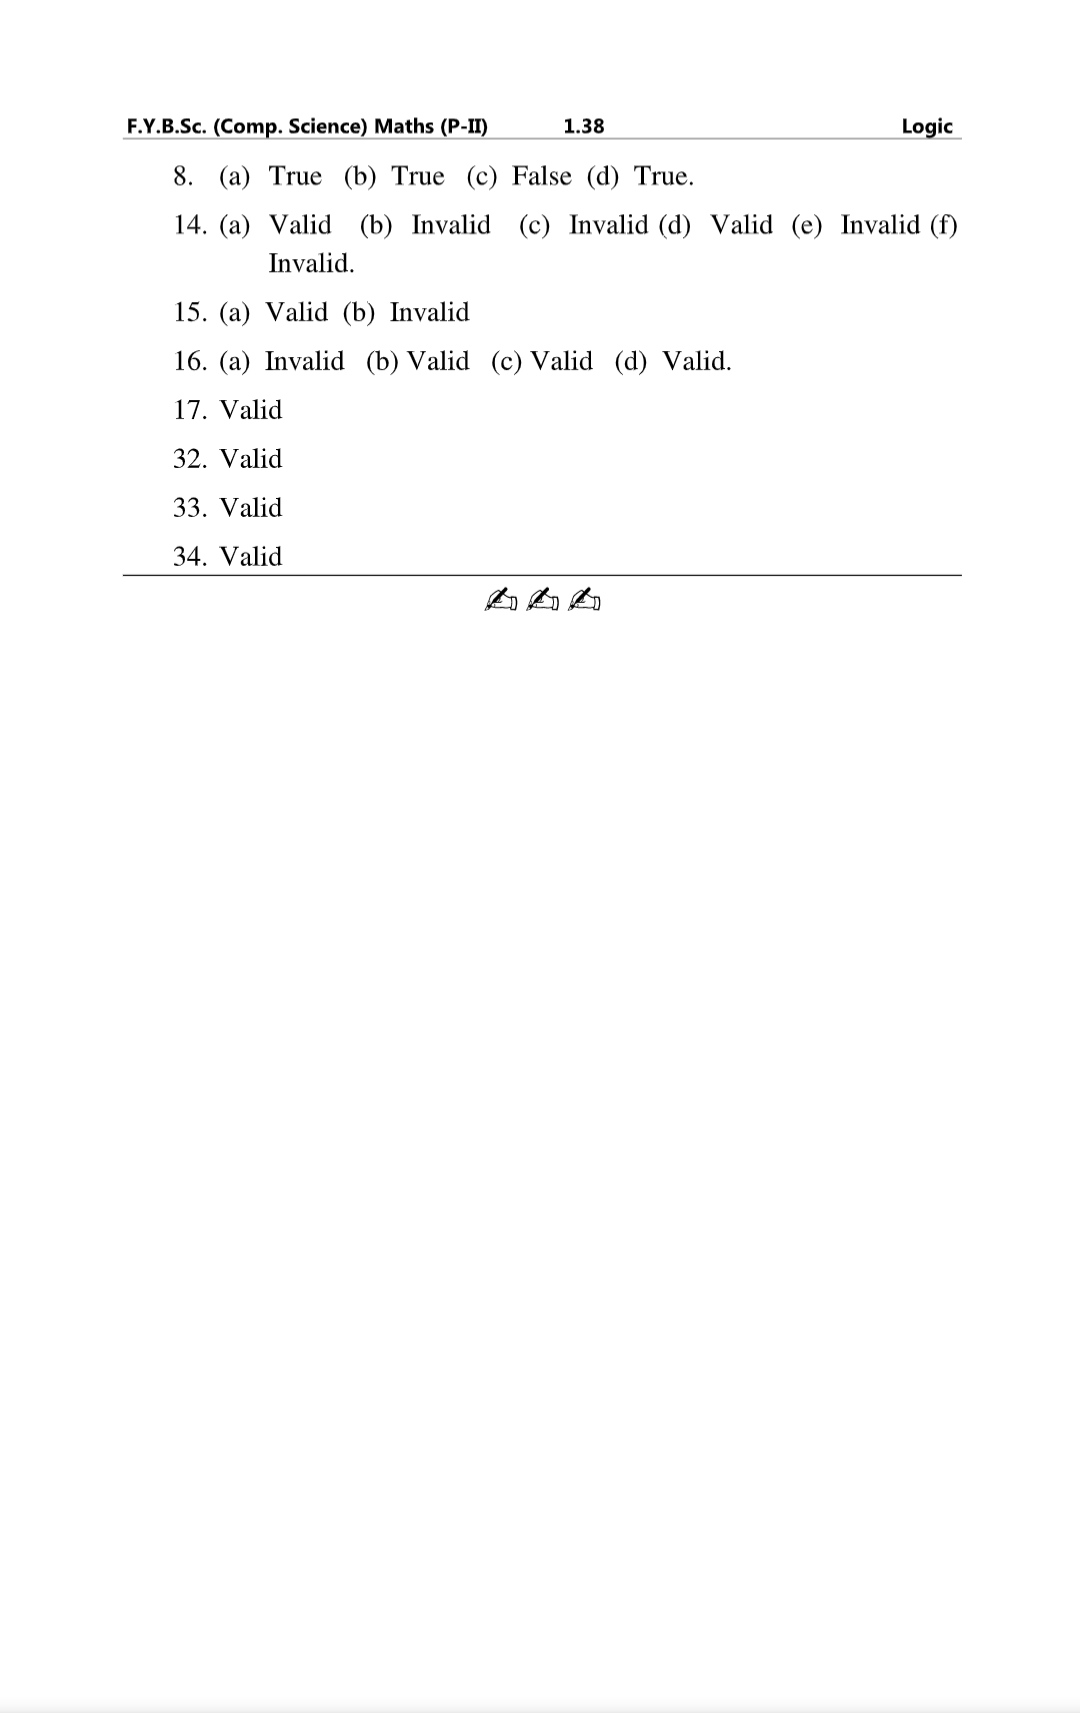 F.Y.B.Sc. (Comp. Science) Maths (P-II) 1.38 Logic
8. (a) True (b) True (c) False (d) True.
14. (a) Valid (b) Invalid (c) Invalid (d) Valid (e) Invalid (f)
Invalid.
15. (a) Valid (b) Invalid
16. (a) Invalid (b) Valid (c) Valid (d) Valid.
17. Valid
32. Valid
33. Valid
34. Valid